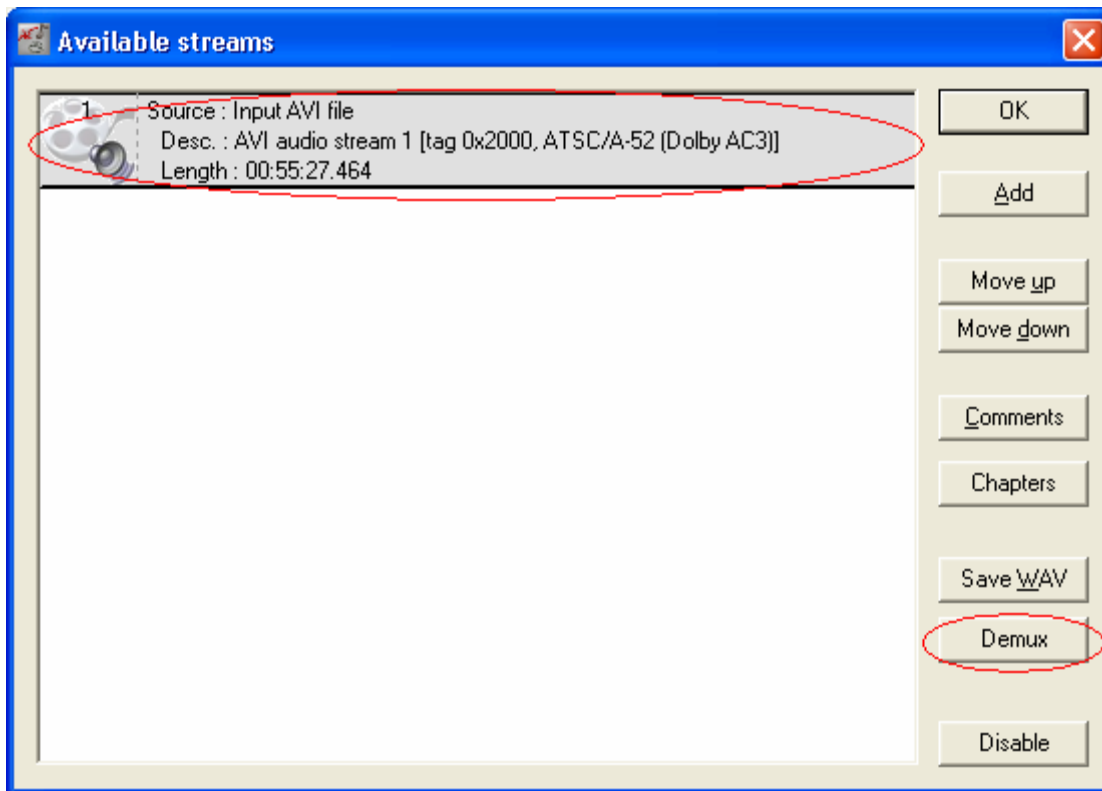 Available streams
1
Source : Input AVI file
Desc. : AVI audio stream 1 [tag 0x2000, ATSC/A-52 (Dolby AC3)]
Length : 00:55:27.464
OK
Add
Move up
Move down
Comments
Chapters
Save WAV
Demux
Disable